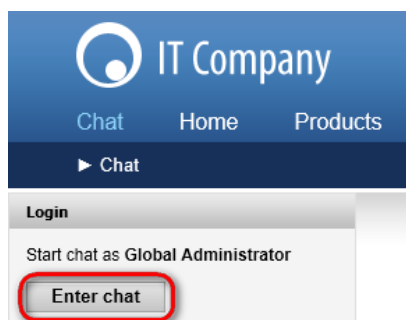 IT Company
Chat Home Products
► Chat
Login
Start chat as Global Administrator
Enter chat